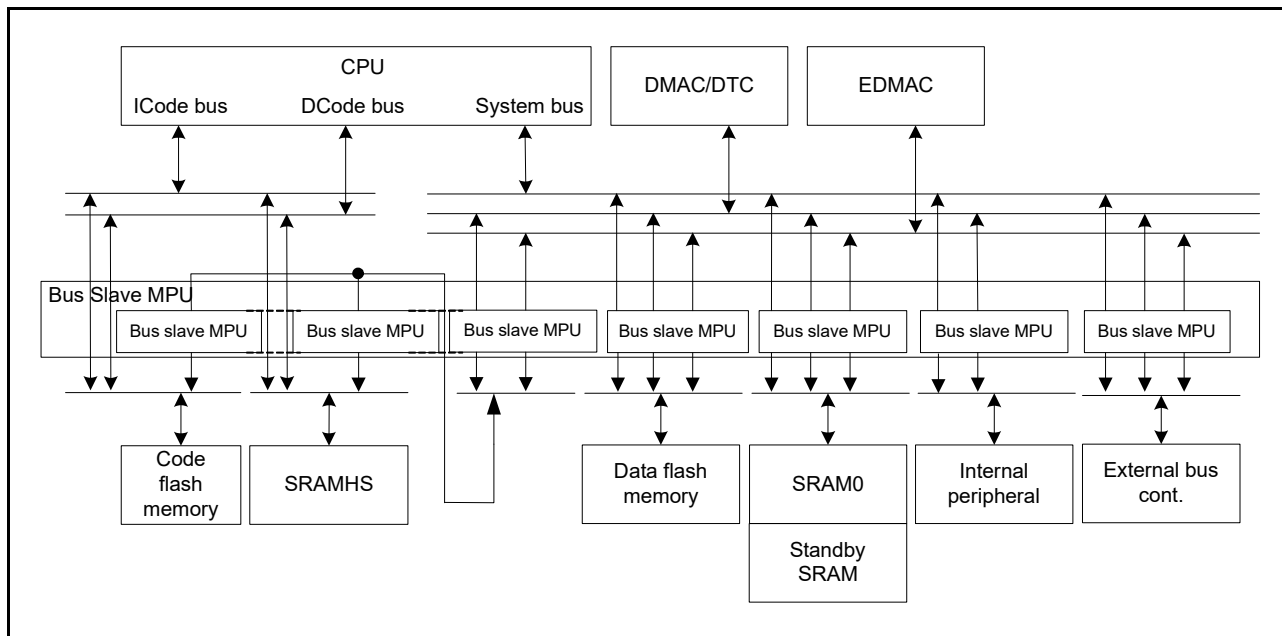 CPU
ICode bus
DCode bus
System bus
DMAC/DTC
EDMAC
Bus Slave MPU
Bus slave MPU
Bus slave MPU
Bus slave MPU
Bus slave MPU
Bus slave MPU
Bus slave MPU
Bus slave MPU
Code
flash
memory
SRAMHS
Data flash
memory
SRAM0
Internal
peripheral
External bus
cont.
Standby
SRAM